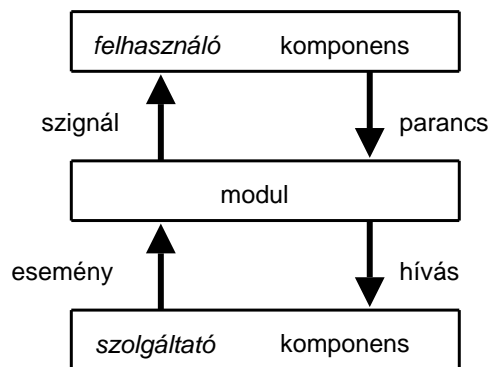 felhasználó komponens
szignál parancs
modul
esemény hívás
szolgáltató komponens